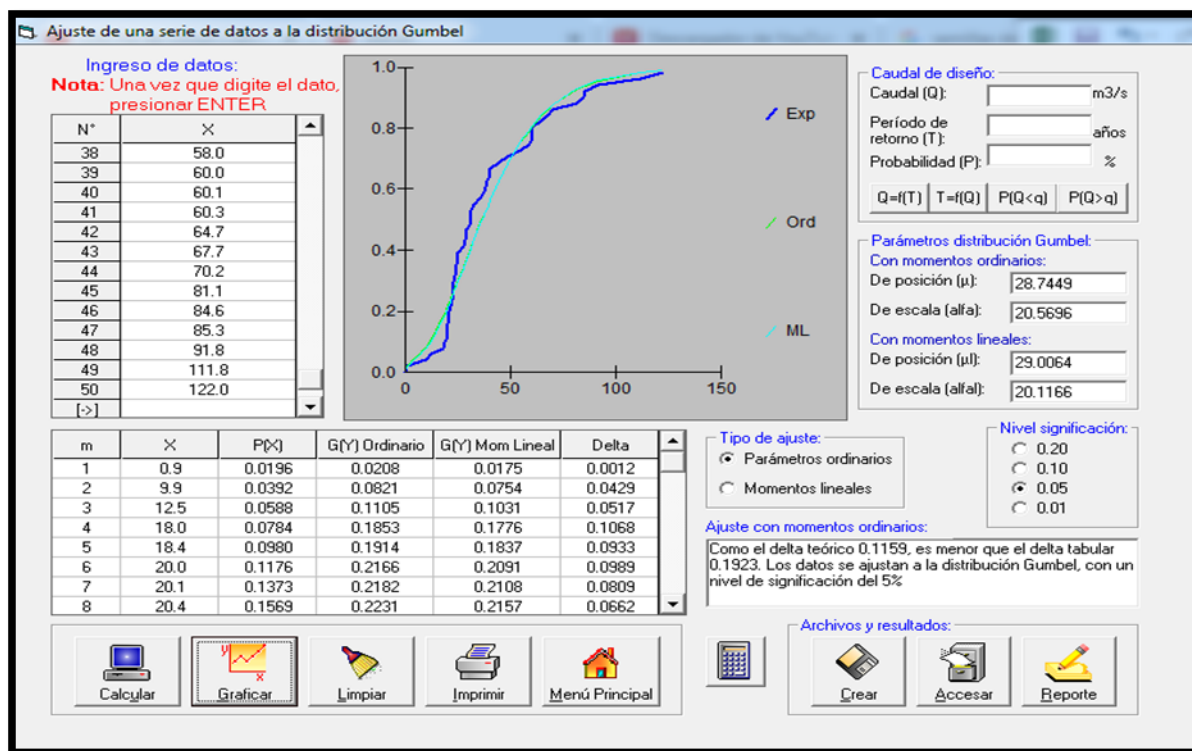 Ajuste de una serie de datos a la distribución Gumbel
Ingreso de datos:
Nota: Una vez que digite el dato,
presionar ENTER
N° X
38 58.0
39 60.0
40 60.1
41 60.3
42 64.7
43 67.7
44 70.2
45 81.1
46 84.6
47 85.3
48 91.8
49 111.8
50 122.0
[->]
1.0
0.8
0.6
0.4
0.2
0.0
0 50 100 150
Exp
Ord
ML
Caudal de diseño:
Caudal (Q): m3/s
Período de
retorno (T): años
Probabilidad (P): %
Q=f(T) T=f(Q) P(Q<q) P(Q>q)
Parámetros distribución Gumbel:
Con momentos ordinarios:
De posición (µ): 28.7449
De escala (alfa): 20.5696
Con momentos lineales:
De posición (µl): 29.0064
De escala (alfal): 20.1166
m X P(X) G(Y) Ordinario G(Y) Mom Lineal Delta
1 0.9 0.0196 0.0208 0.0175 0.0012
2 9.9 0.0392 0.0821 0.0754 0.0429
3 12.5 0.0588 0.1105 0.1031 0.0517
4 18.0 0.0784 0.1853 0.1776 0.1068
5 18.4 0.0980 0.1914 0.1837 0.0933
6 20.0 0.1176 0.2166 0.2091 0.0989
7 20.1 0.1373 0.2182 0.2108 0.0809
8 20.4 0.1569 0.2231 0.2157 0.0662
Tipo de ajuste:
Parámetros ordinarios
Momentos lineales
Nivel significación:
0.20
0.10
0.05
0.01
Ajuste con momentos ordinarios:
Como el delta teórico 0.1159, es menor que el delta tabular
0.1923. Los datos se ajustan a la distribución Gumbel, con un
nivel de significación del 5%
Calcular Graficar Limpiar Imprimir Menú Principal
Archivos y resultados:
Crear Accesar Reporte